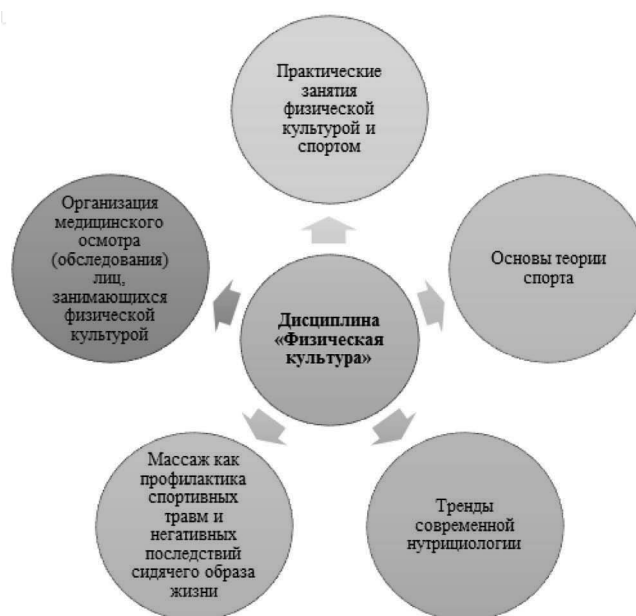 Практические
занятия
физической
культурой и
спортом
Организация
медицинского
осмотра
(обследования)
лиц,
занимающихся
физической
культурой
Основы теории
спорта
Дисциплина
«Физическая
культура»
Массаж как
профилактика
спортивных
травм и
негативных
последствий
сидячего образа
жизни
Тренды
современной
нутрициологии